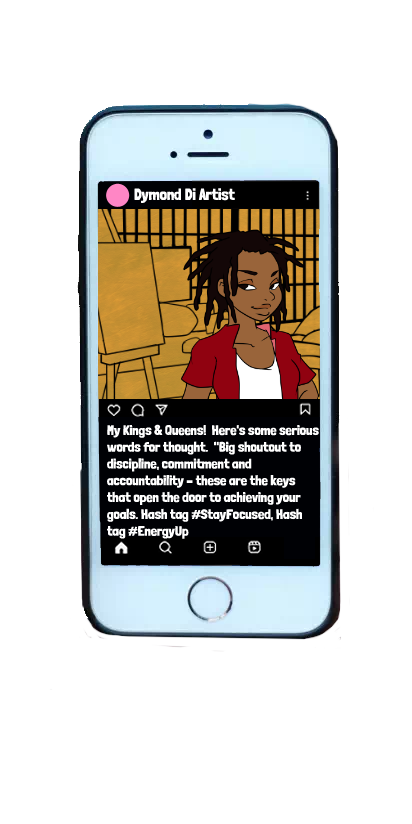 Dymond Di Artist
My Kings & Queens! Here's some serious
words for thought. "Big shoutout to
discipline, commitment and
accountability – these are the keys
that open the door to achieving your
goals. Hash tag #StayFocused, Hash
tag #EnergyUp